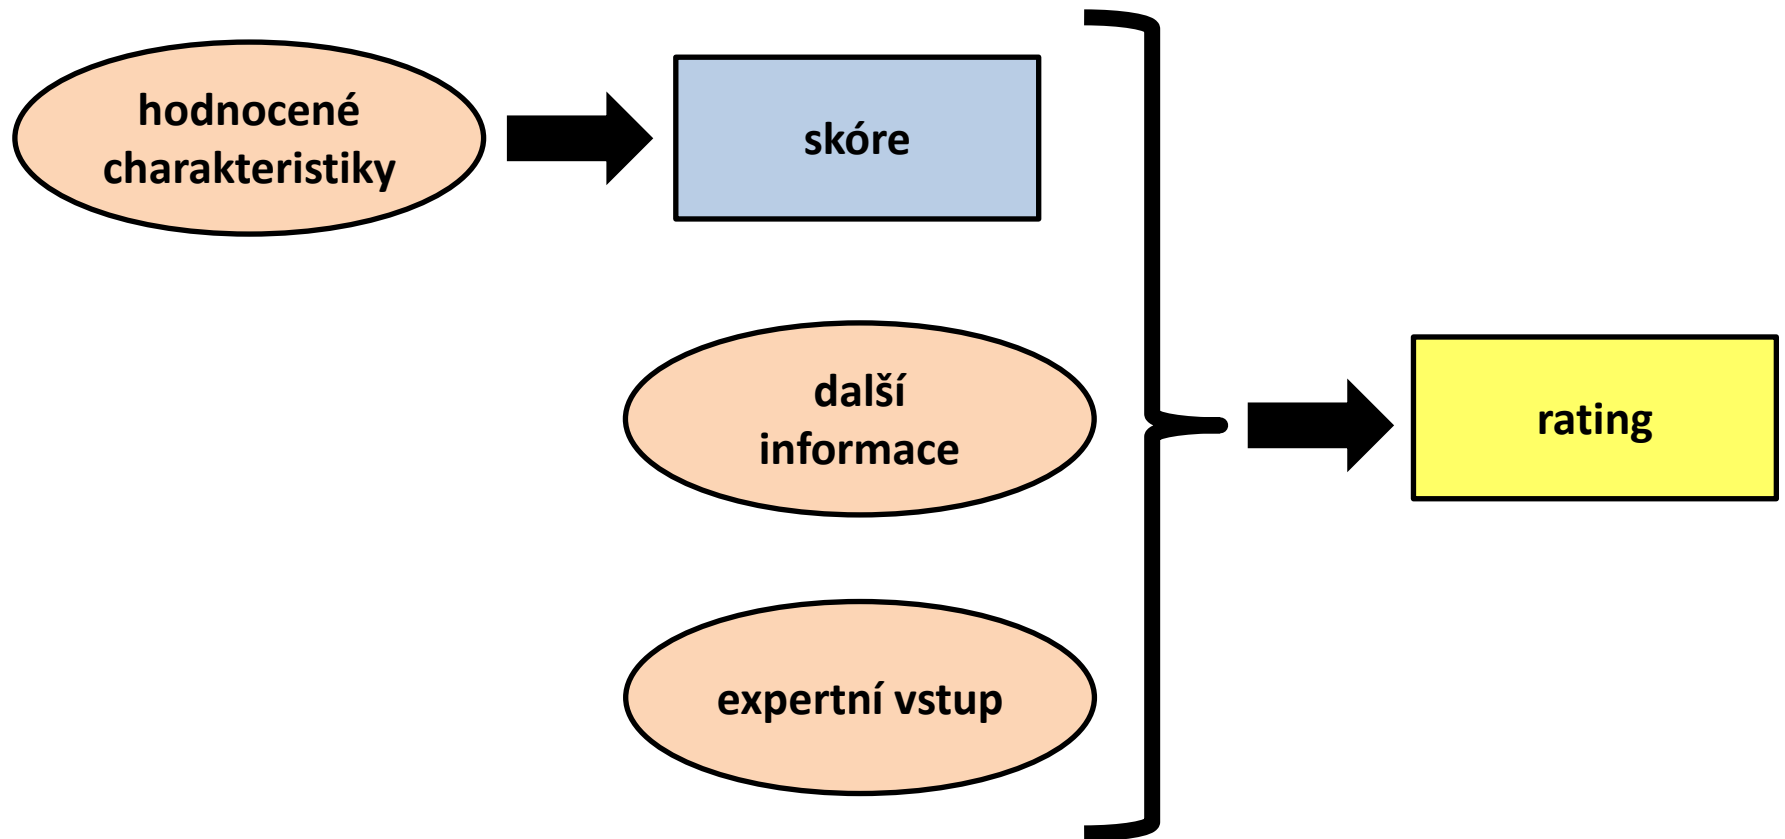 hodnocené
charakteristiky
skóre
další
informace
expertní vstup
rating